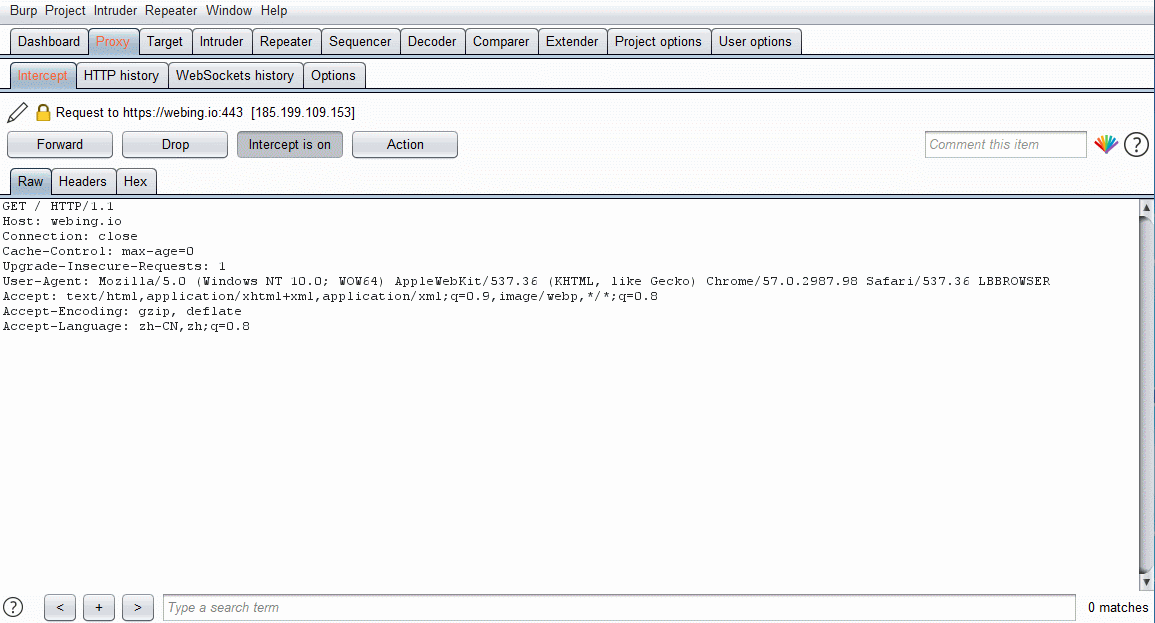 Burp Project Intruder Repeater Window Help
Dashboard Proxy Target Intruder Repeater Sequencer Decoder Comparer Extender Project options User options
Intercept HTTP history WebSockets history Options
Request to https://webing.io:443 [185.199.109.153]
Forward Drop Intercept is on Action Comment this item ?
Raw Headers Hex
GET / HTTP/1.1
Host: webing.io
Connection: close
Cache-Control: max-age=0
Upgrade-Insecure-Requests: 1
User-Agent: Mozilla/5.0 (Windows NT 10.0; WOW64) AppleWebKit/537.36 (KHTML, like Gecko) Chrome/57.0.2987.98 Safari/537.36 LBBROWSER
Accept: text/html,application/xhtml+xml,application/xml;q=0.9,image/webp,*/*;q=0.8
Accept-Encoding: gzip, deflate
Accept-Language: zh-CN,zh;q=0.8
? < + > Type a search term 0 matches